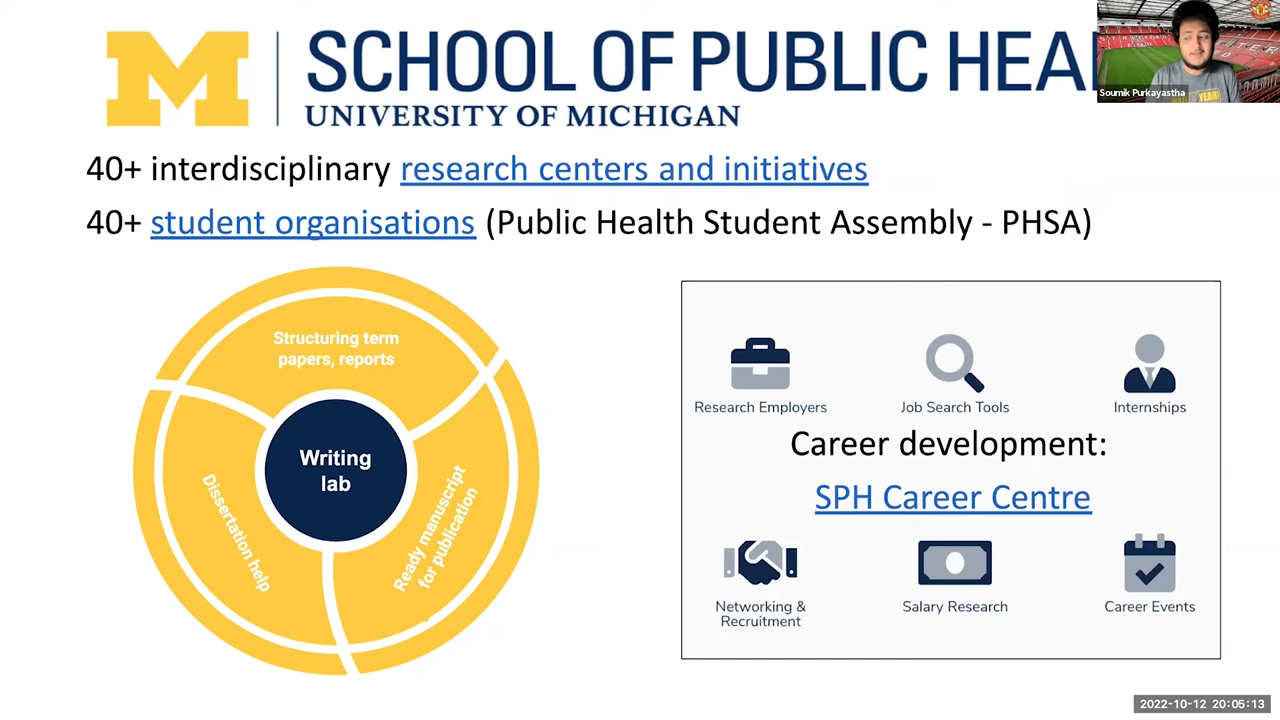 SCHOOL OF PUBLIC HEA
UNIVERSITY OF MICHIGAN
Soumik Purkayastha
40+ interdisciplinary research centers and initiatives
40+ student organisations (Public Health Student Assembly - PHSA)
Structuring term
papers, reports
Writing
lab
Dissertation help
Ready manuscript
for publication
Research Employers
Job Search Tools
Internships
Career development:
SPH Career Centre
Networking &
Recruitment
Salary Research
Career Events
2022-10-12 20:05:13